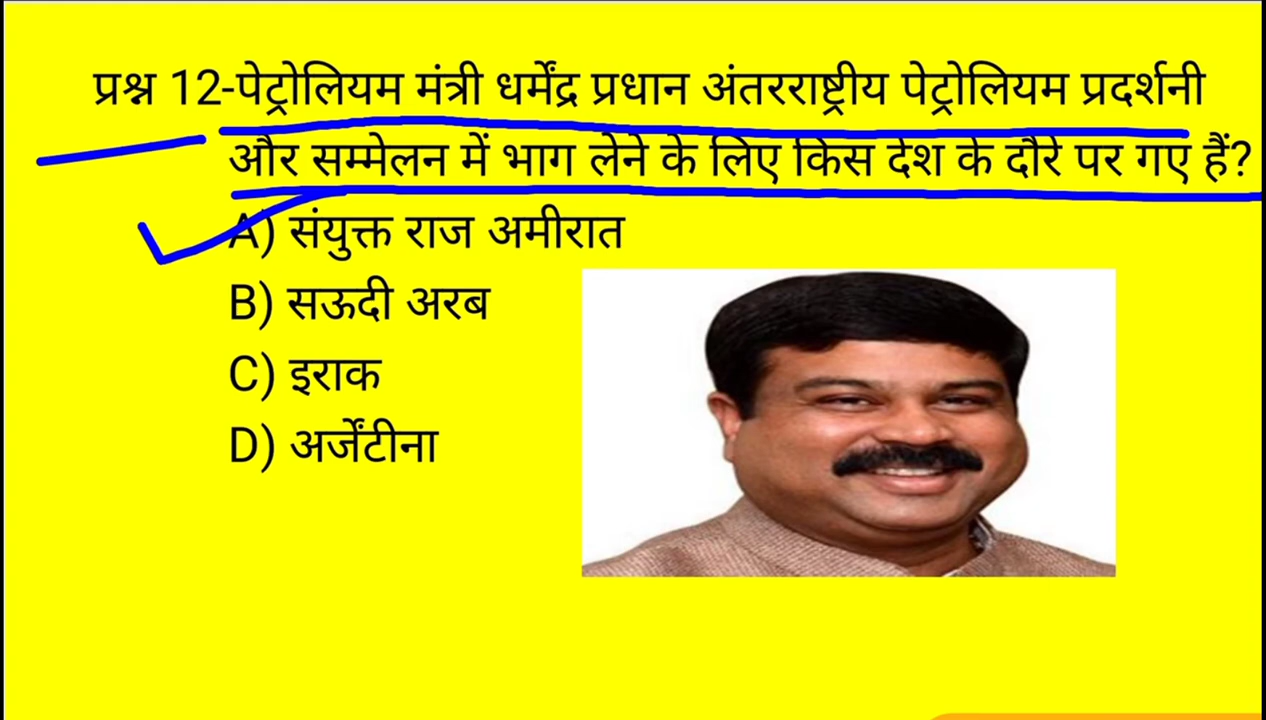 प्रश्न 12-पेट्रोलियम मंत्री धर्मेंद्र प्रधान अंतरराष्ट्रीय पेट्रोलियम प्रदर्शनी
और सम्मेलन में भाग लेने के लिए किस देश के दौरे पर गए हैं?
A) संयुक्त राज अमीरात
B) सऊदी अरब
C) इराक
D) अर्जेंटीना